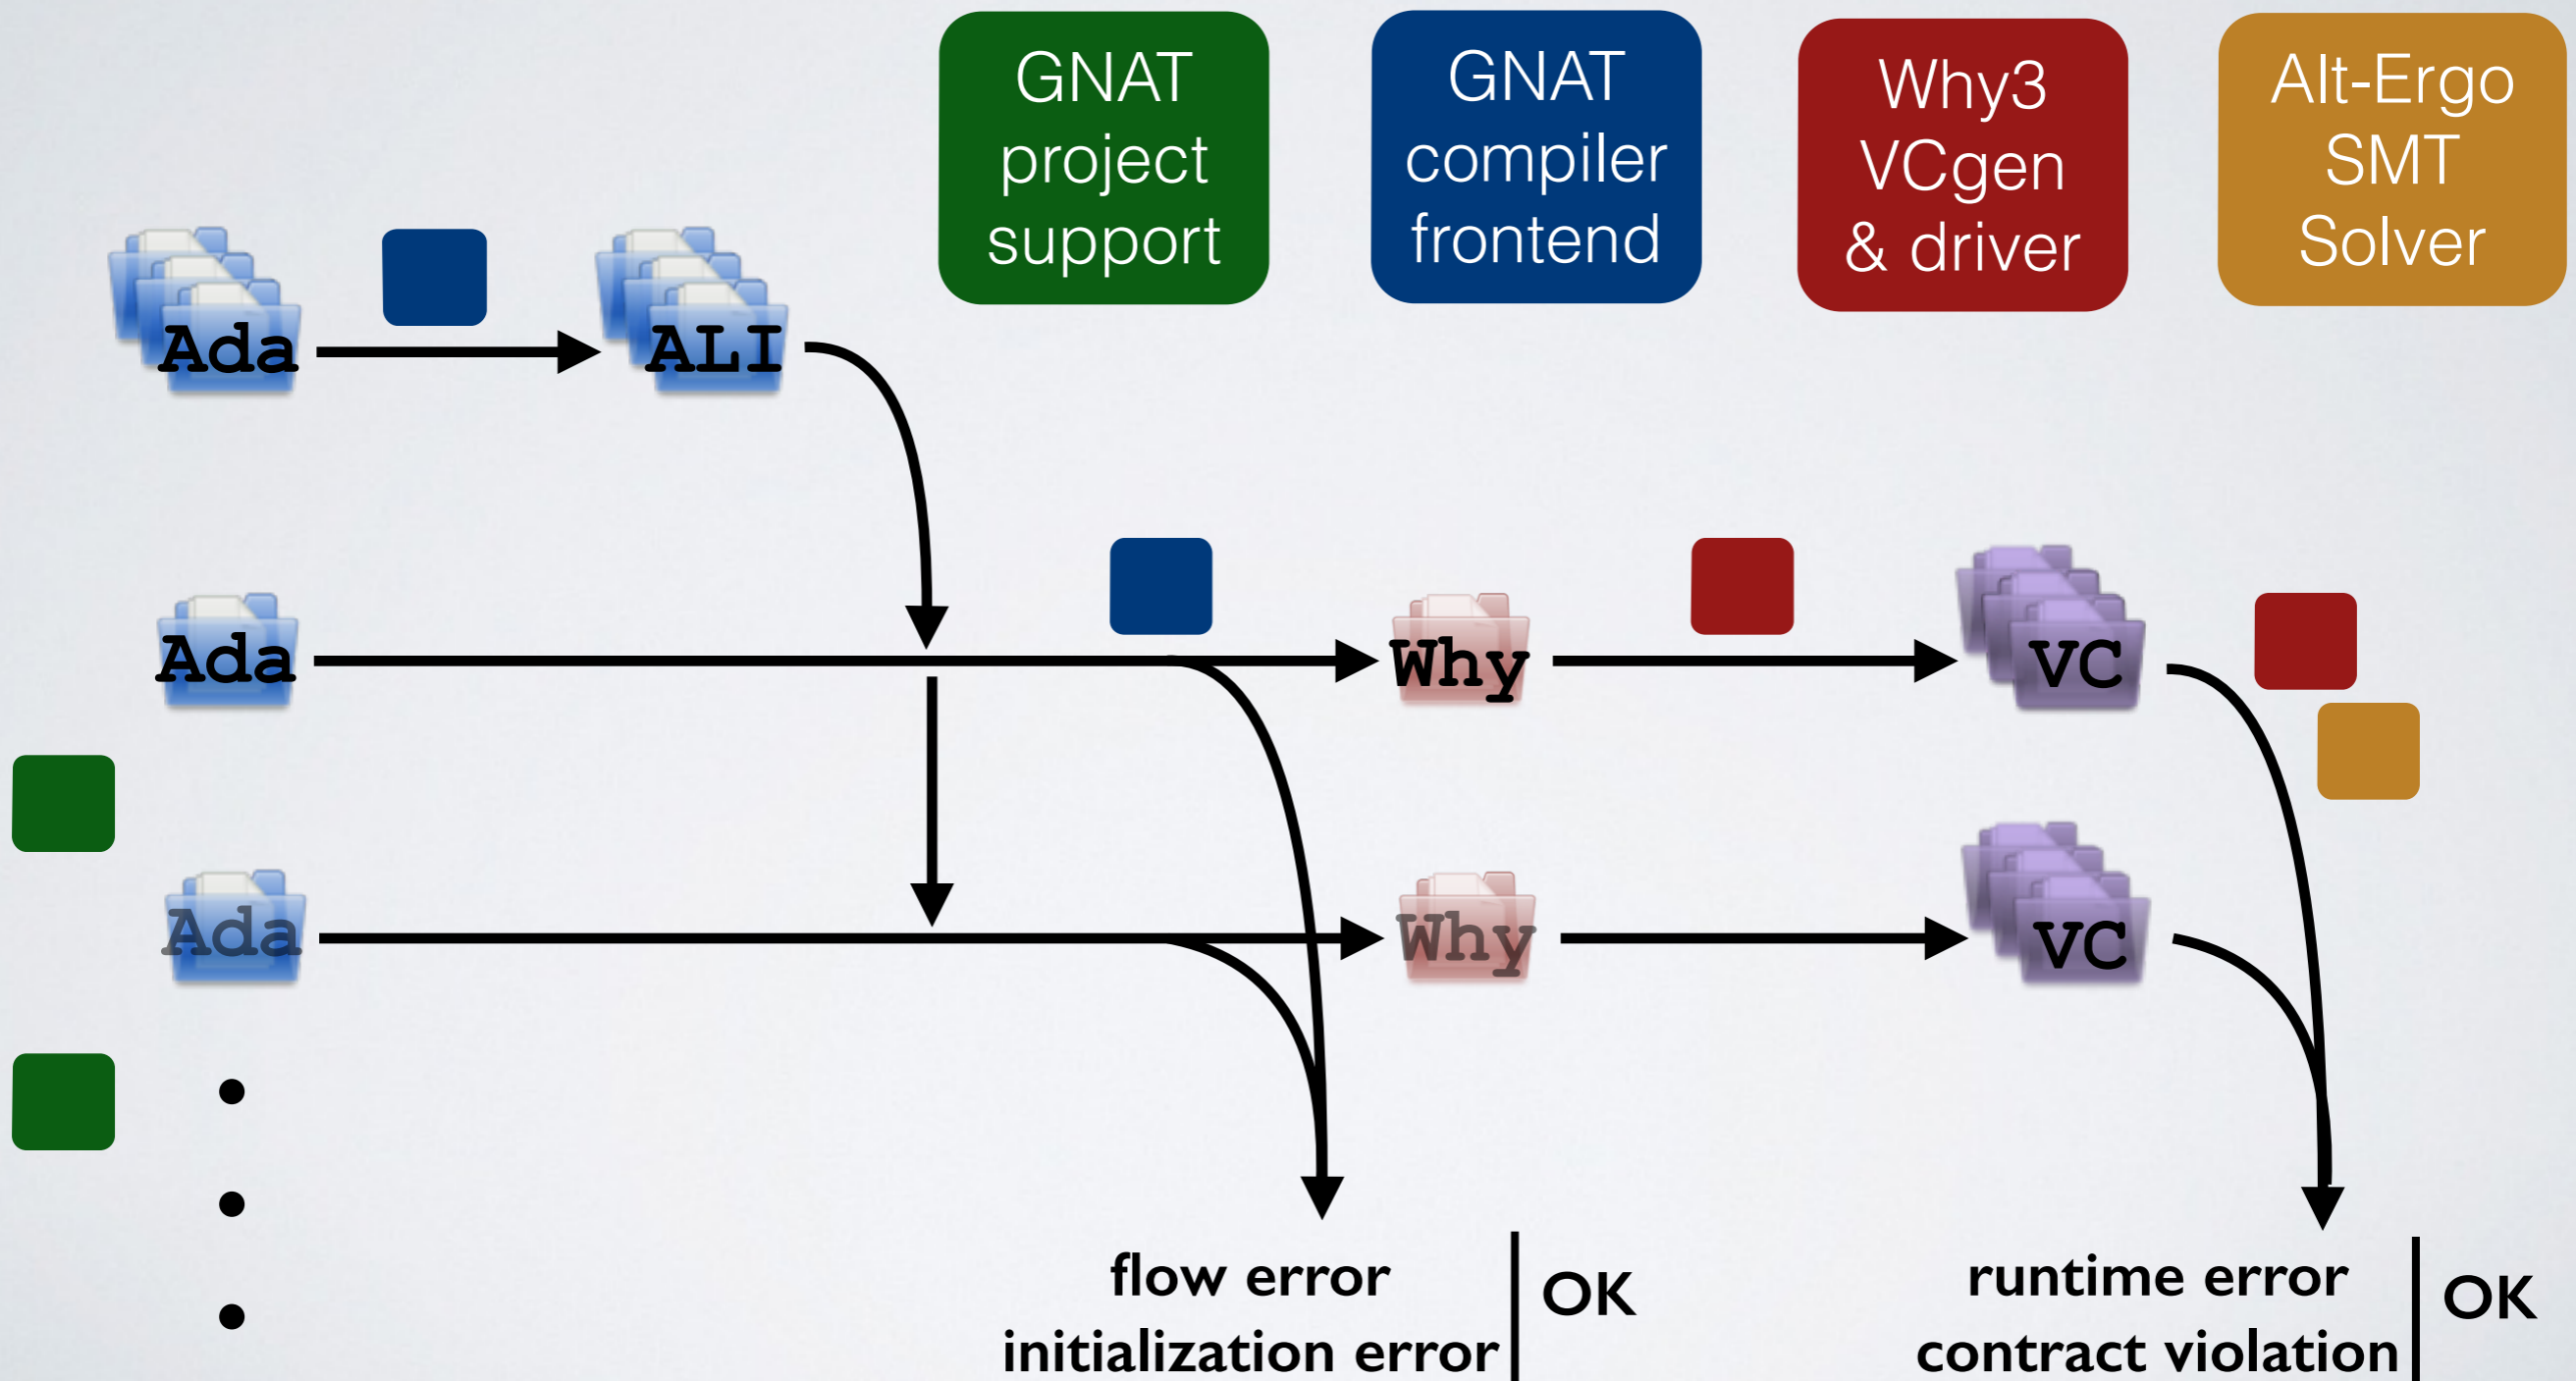 GNAT
project
support
GNAT
compiler
frontend
Why3
VCgen
& driver
Alt-Ergo
SMT
Solver
Ada
ALI
Ada
Why
VC
Ada
Why
VC
flow error
initialization error
OK
runtime error
contract violation
OK